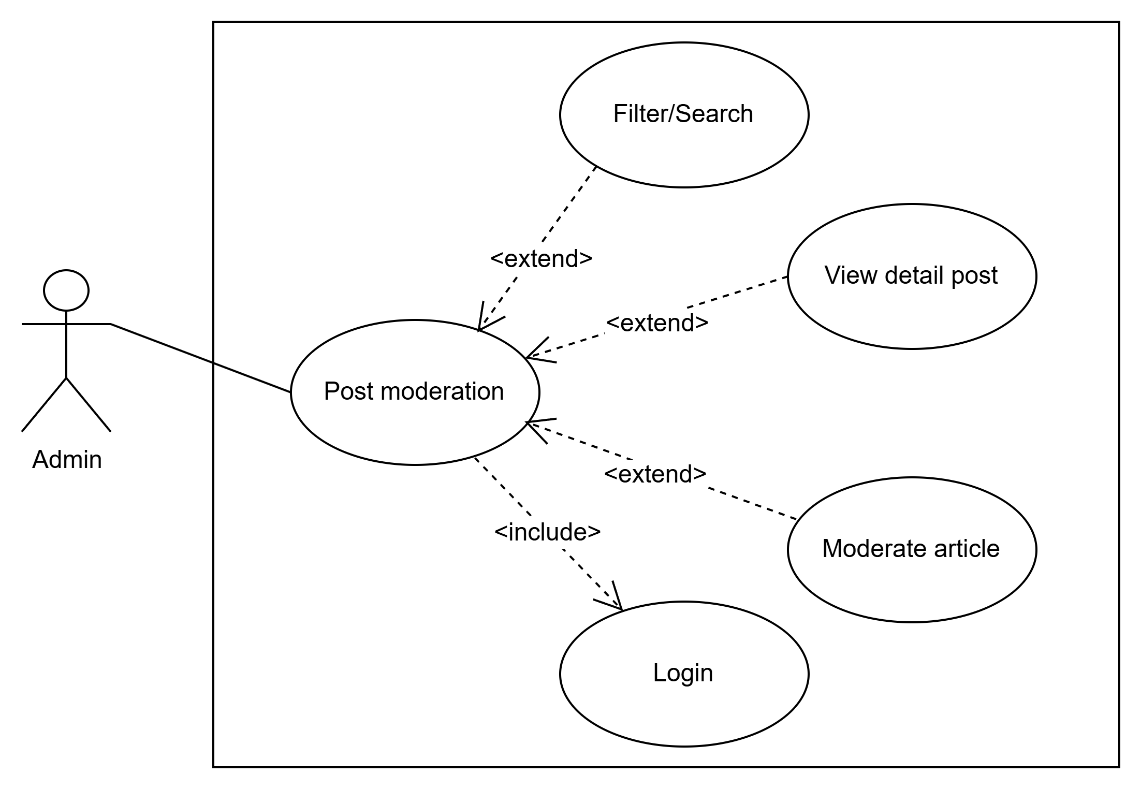 Filter/Search
<extend>
View detail post
<extend>
Post moderation
Admin
<extend>
<include>
Moderate article
Login